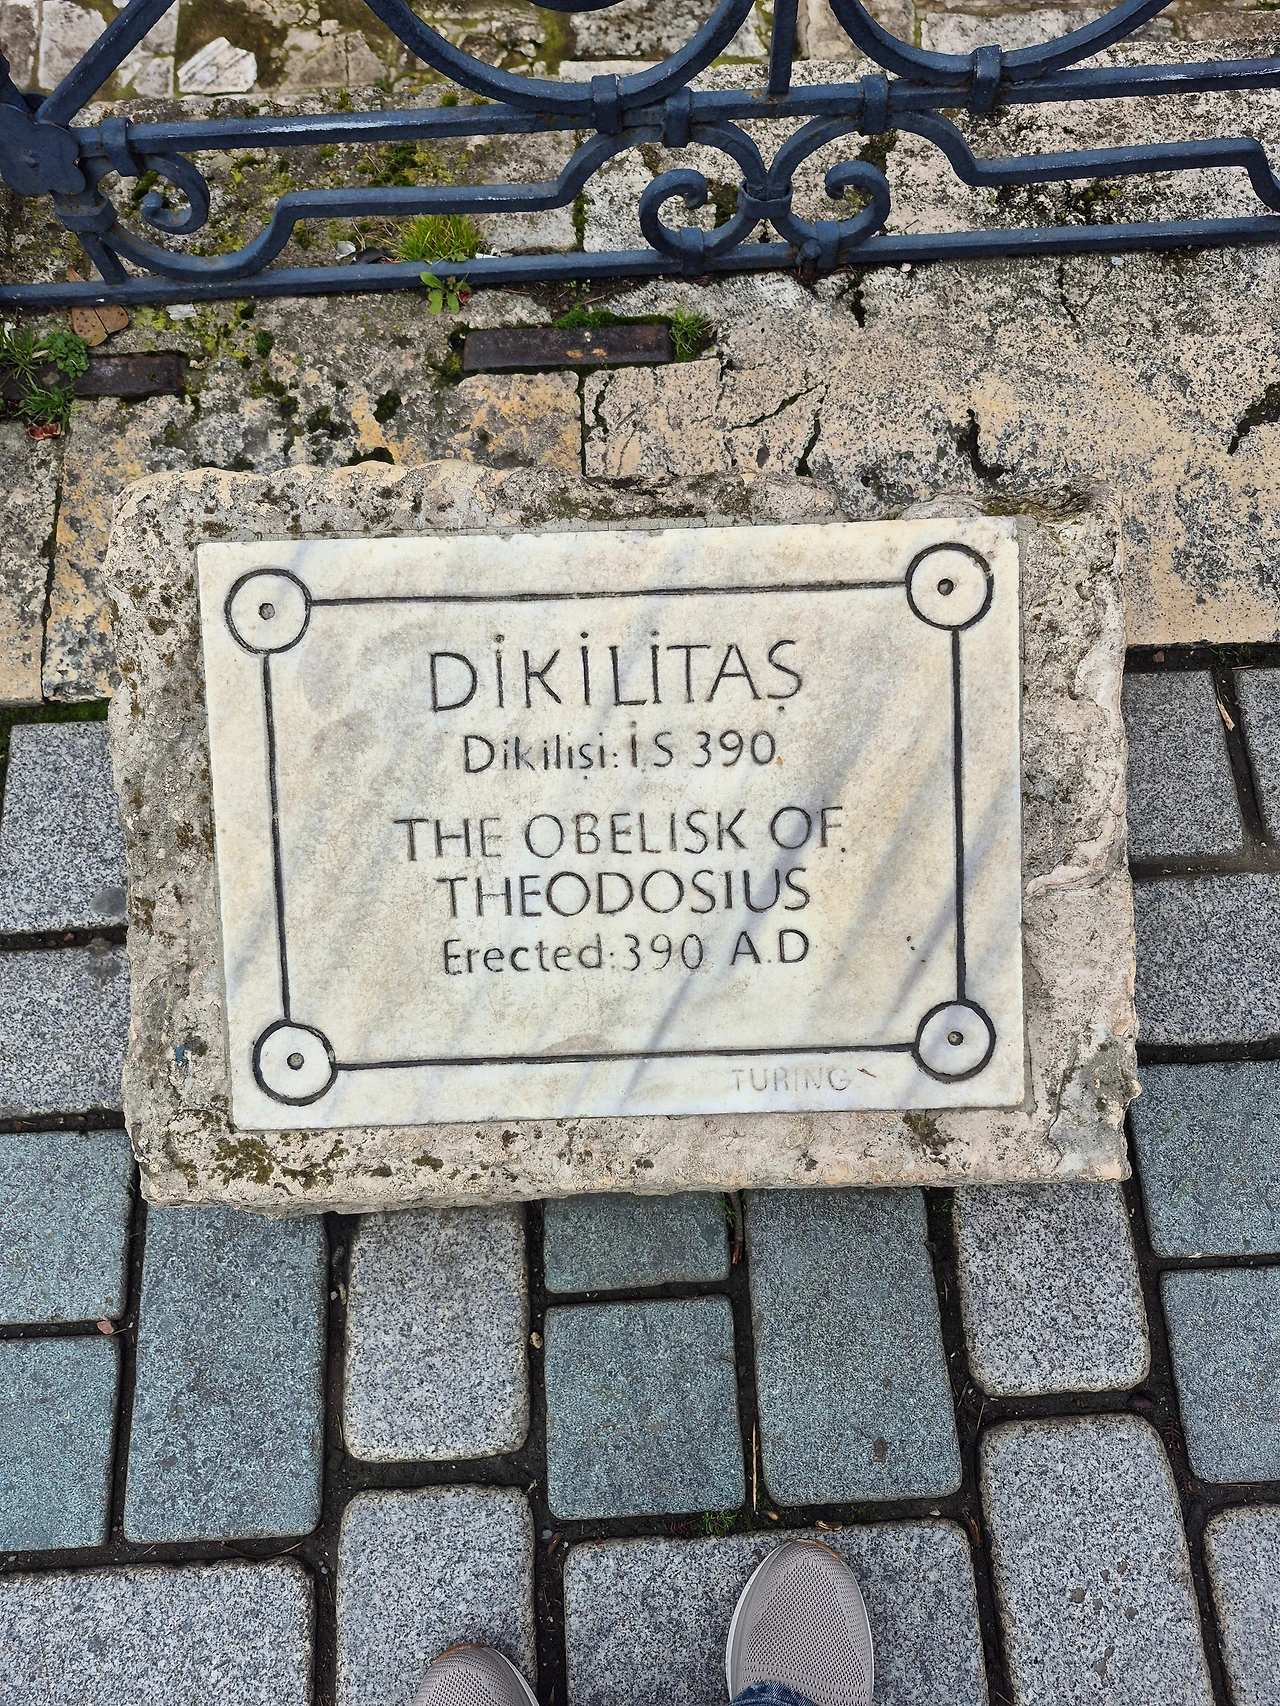 DİKİLİTAŞ
Dikilişi: İ.S 390
THE OBELISK OF
THEODOSIUS
Erected: 390 A.D
TURING